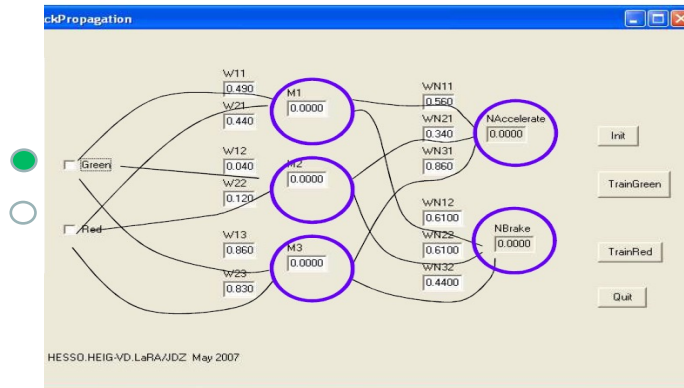 ckPropagation
W11
0.490
W21
0.440
M1
0.0000
WN11
0.560
WN21
0.340
WN31
0.860
NAccelerate
0.0000
Init
Green
W12
0.040
W22
0.120
M2
0.0000
TrainGreen
Red
W13
0.860
W23
0.830
M3
0.0000
WN12
0.6100
WN22
0.6100
WN32
0.4400
NBrake
0.0000
TrainRed
Quit
HESSO.HEIG-VD.LaRA/JDZ May 2007